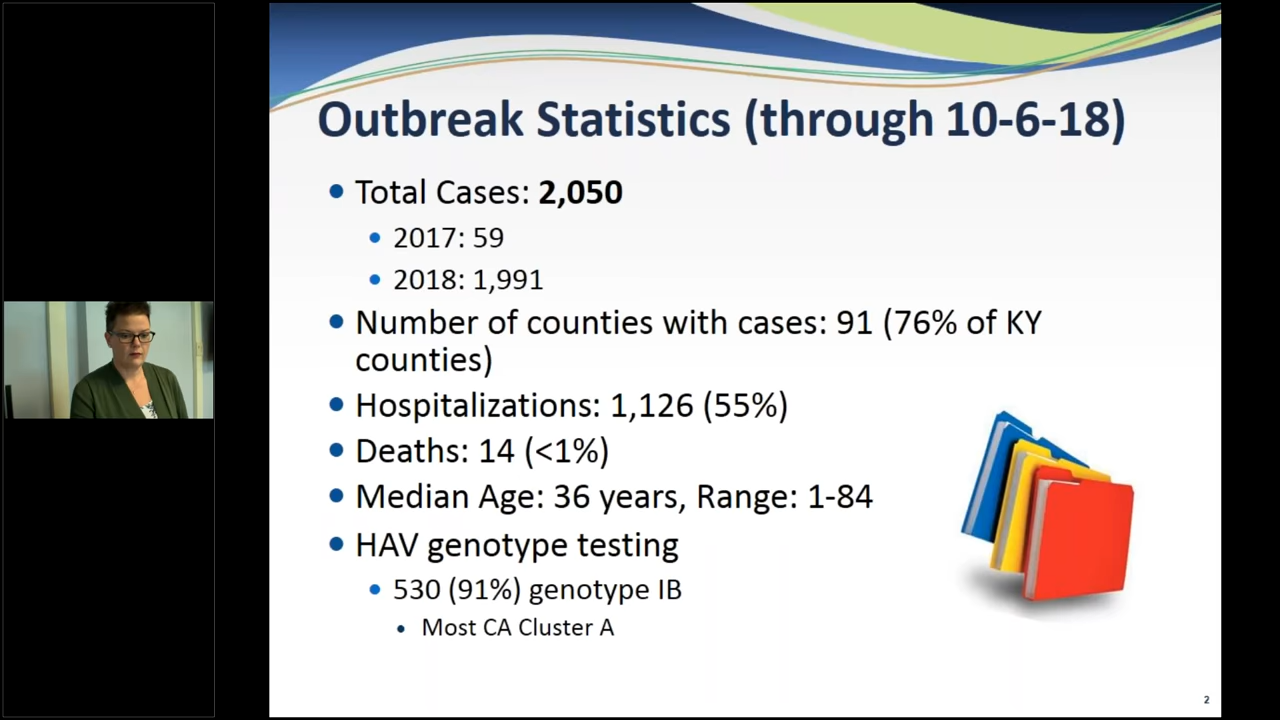 Outbreak Statistics (through 10-6-18)
Total Cases: 2,050
2017: 59
2018: 1,991
Number of counties with cases: 91 (76% of KY
counties)
Hospitalizations: 1,126 (55%)
Deaths: 14 (<1%)
Median Age: 36 years, Range: 1-84
HAV genotype testing
530 (91%) genotype IB
Most CA Cluster A
2